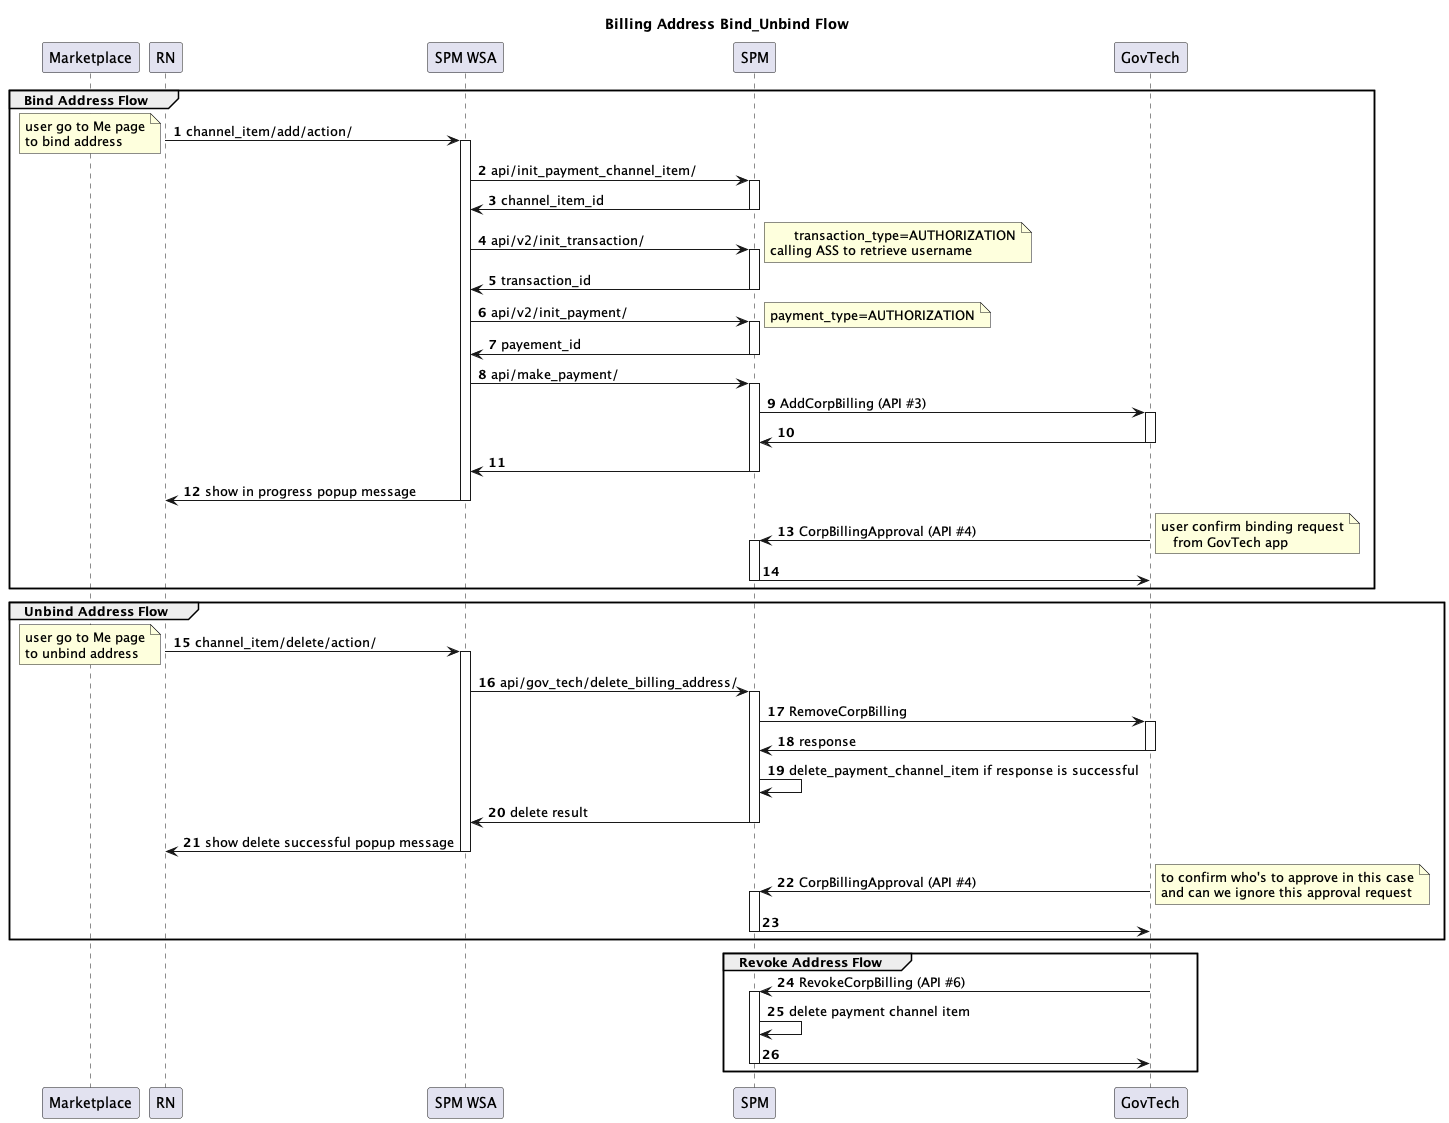 Billing Address Bind_Unbind Flow
Marketplace
RN
SPM WSA
SPM
GovTech
Bind Address Flow
user go to Me page
to bind address
1 channel_item/add/action/
2 api/init_payment_channel_item/
3 channel_item_id
4 api/v2/init_transaction/
transaction_type=AUTHORIZATION
calling ASS to retrieve username
5 transaction_id
6 api/v2/init_payment/
payment_type=AUTHORIZATION
7 payement_id
8 api/make_payment/
9 AddCorpBilling (API #3)
10
11
12 show in progress popup message
13 CorpBillingApproval (API #4)
user confirm binding request
from GovTech app
14
Unbind Address Flow
user go to Me page
to unbind address
15 channel_item/delete/action/
16 api/gov_tech/delete_billing_address/
17 RemoveCorpBilling
18 response
19 delete_payment_channel_item if response is successful
20 delete result
21 show delete successful popup message
22 CorpBillingApproval (API #4)
to confirm who's to approve in this case
and can we ignore this approval request
23
Revoke Address Flow
24 RevokeCorpBilling (API #6)
25 delete payment channel item
26
Marketplace
RN
SPM WSA
SPM
GovTech